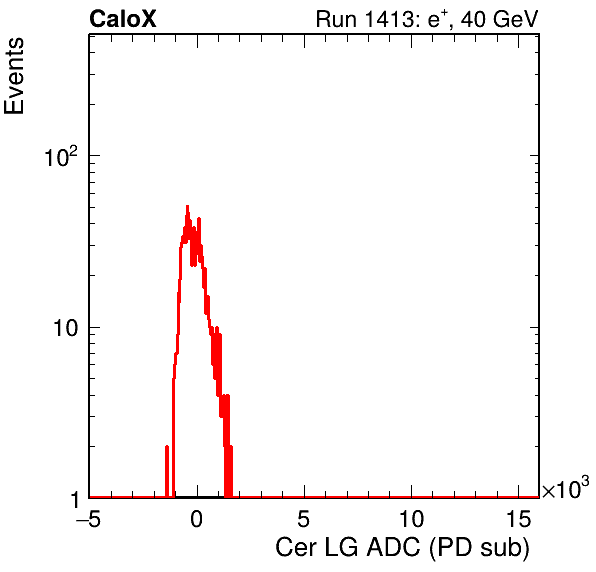 CaloX Run 1413: e⁺, 40 GeV
Events
10²
10
1
−5 0 5 10 15 ×10³
Cer LG ADC (PD sub)